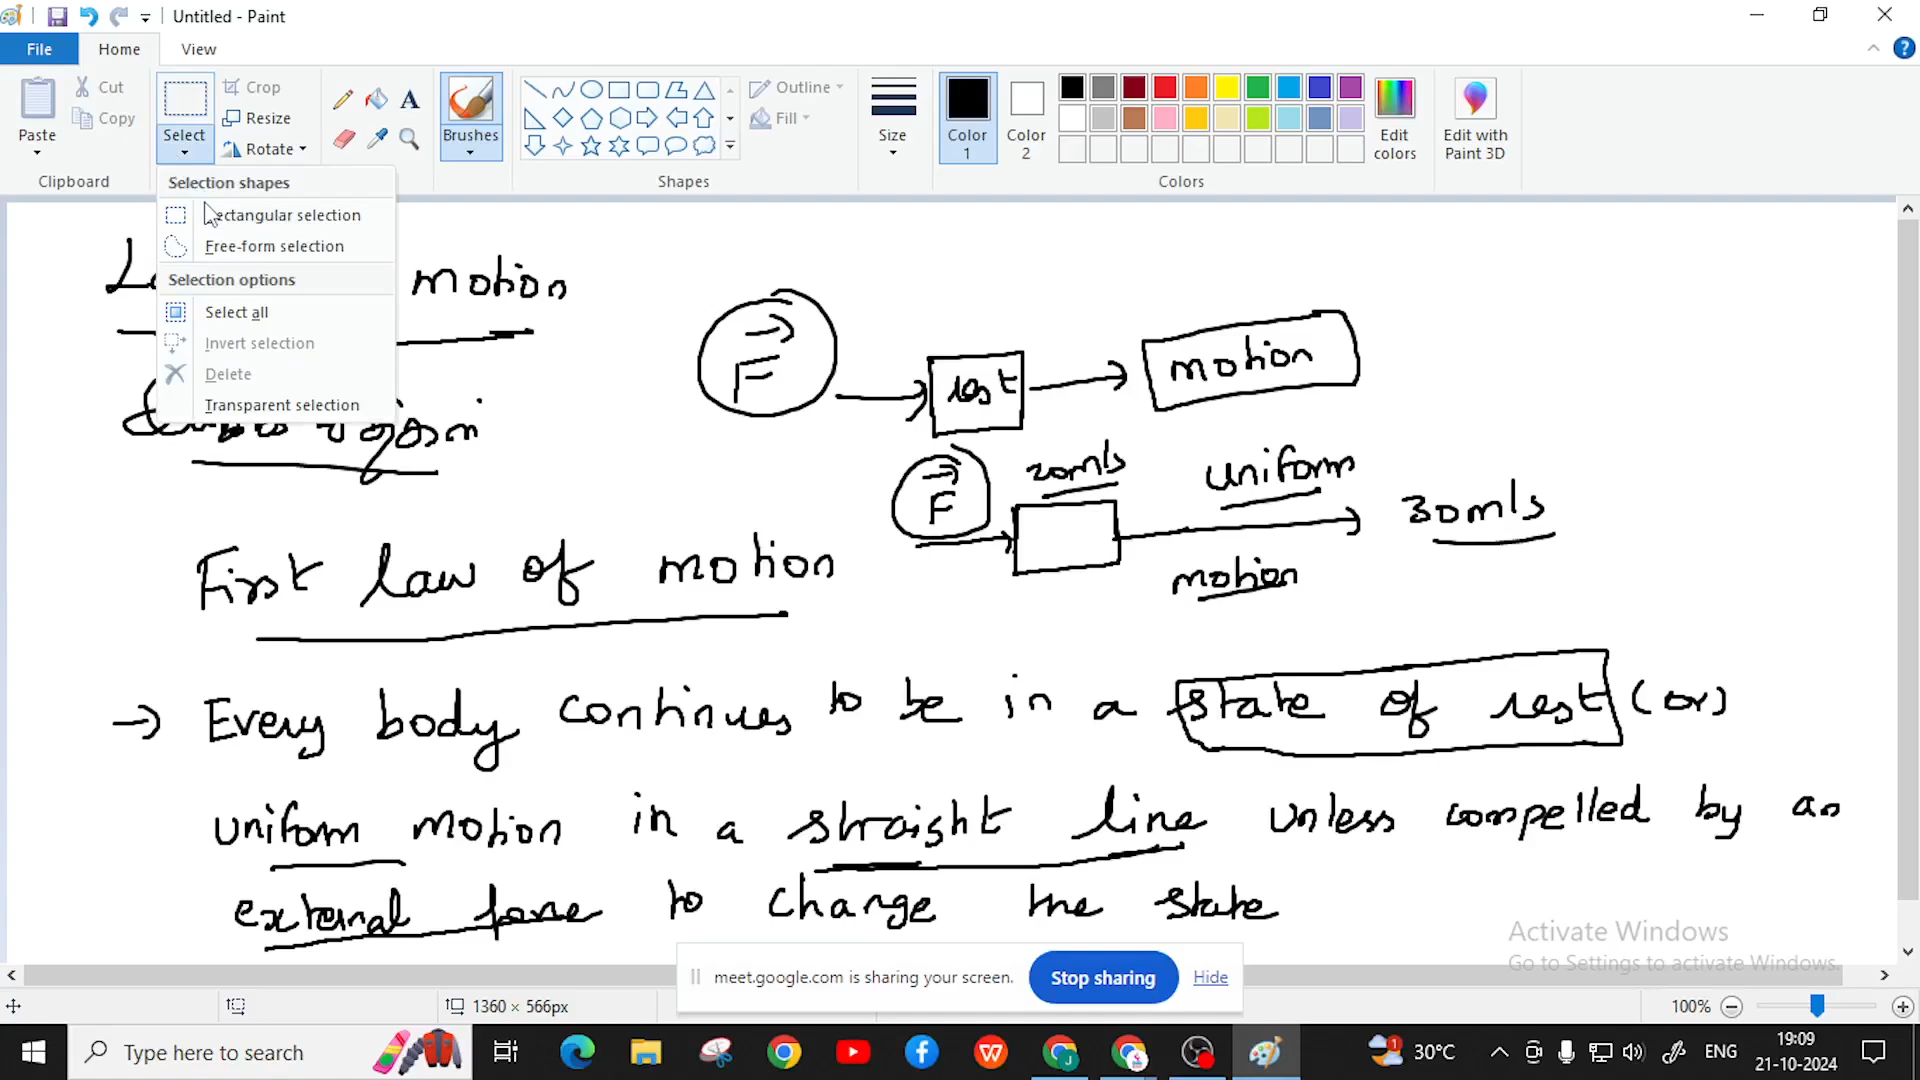 Untitled - Paint
File Home View
Paste
Cut
Copy
Clipboard
Select
Crop
Resize
Rotate
Brushes
Shapes
Outline
Fill
Size
Color 1
Color 2
Edit colors
Edit with Paint 3D
Colors
Selection shapes
Rectangular selection
Free-form selection
Selection options
Select all
Invert selection
Delete
Transparent selection
motion
F
rest
motion
F
20m/s
uniform
motion
30m/s
First law of motion
→ Every body continues to be in a state of rest (or)
uniform motion in a straight line unless compelled by an
external force to change the state
Activate Windows
Go to Settings to activate Windows.
meet.google.com is sharing your screen.
Stop sharing
Hide
1360 × 566px
100%
Type here to search
30°C
ENG
19:09
21-10-2024